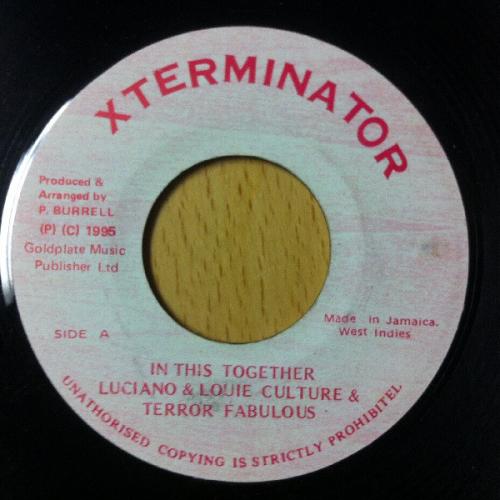 XTERMINATOR
Produced &
Arranged by
P. BURRELL
(P) (C) 1995
Goldplate Music
Publisher Ltd
SIDE A
Made in Jamaica.
West Indies
IN THIS TOGETHER
LUCIANO & LOUIE CULTURE &
TERROR FABULOUS
UNATHORISED COPYING IS STRICTLY PROHIBITEL